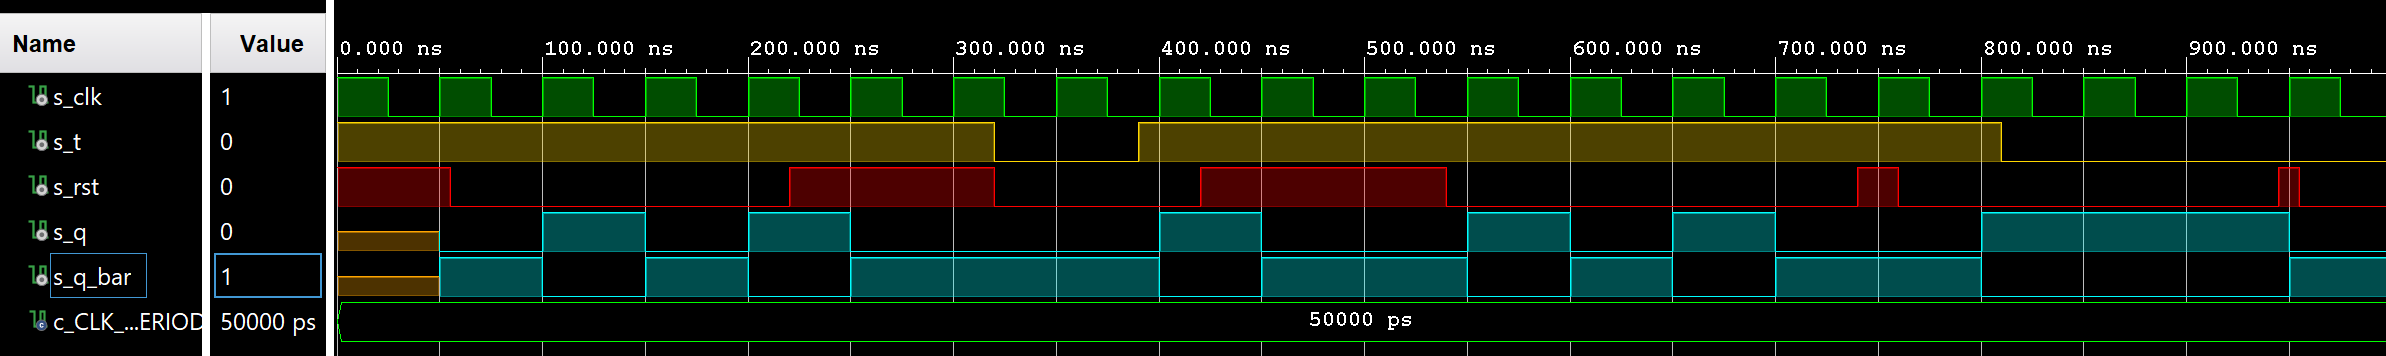 Name Value
0.000 ns 100.000 ns 200.000 ns 300.000 ns 400.000 ns 500.000 ns 600.000 ns 700.000 ns 800.000 ns 900.000 ns
s_clk 1
s_t 0
s_rst 0
s_q 0
s_q_bar 1
c_CLK_...ERIOD 50000 ps 50000 ps